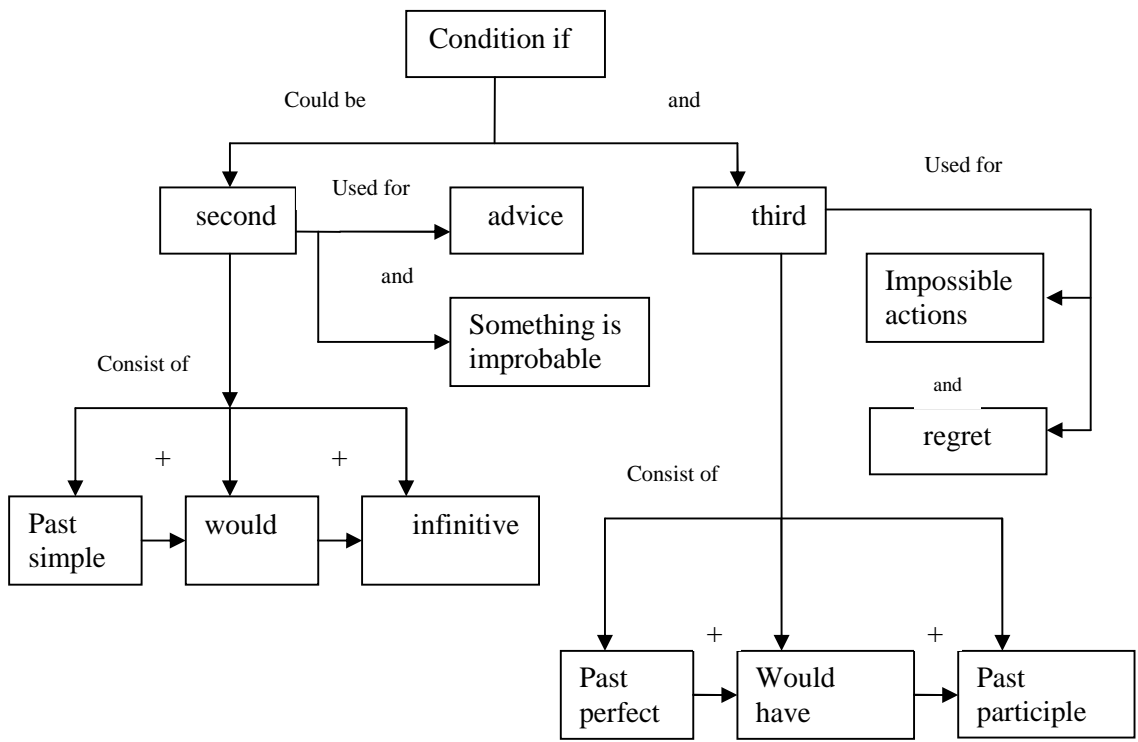 Condition if
Could be
and
second
Used for
advice
and
Something is
improbable
Consist of
+
+
Past
simple
would
infinitive
third
Used for
Impossible
actions
and
regret
Consist of
+
+
Past
perfect
Would
have
Past
participle